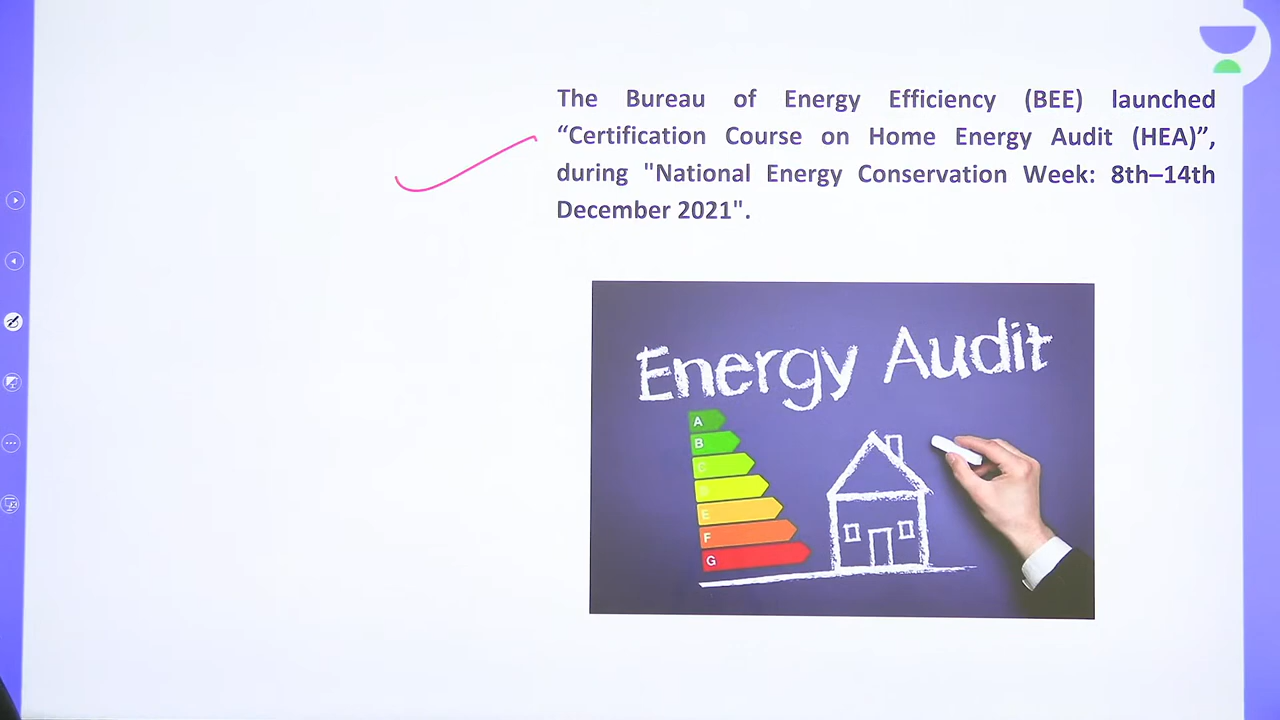 The Bureau of Energy Efficiency (BEE) launched
“Certification Course on Home Energy Audit (HEA)”,
during "National Energy Conservation Week: 8th–14th
December 2021".
Energy Audit
A
B
C
D
E
F
G